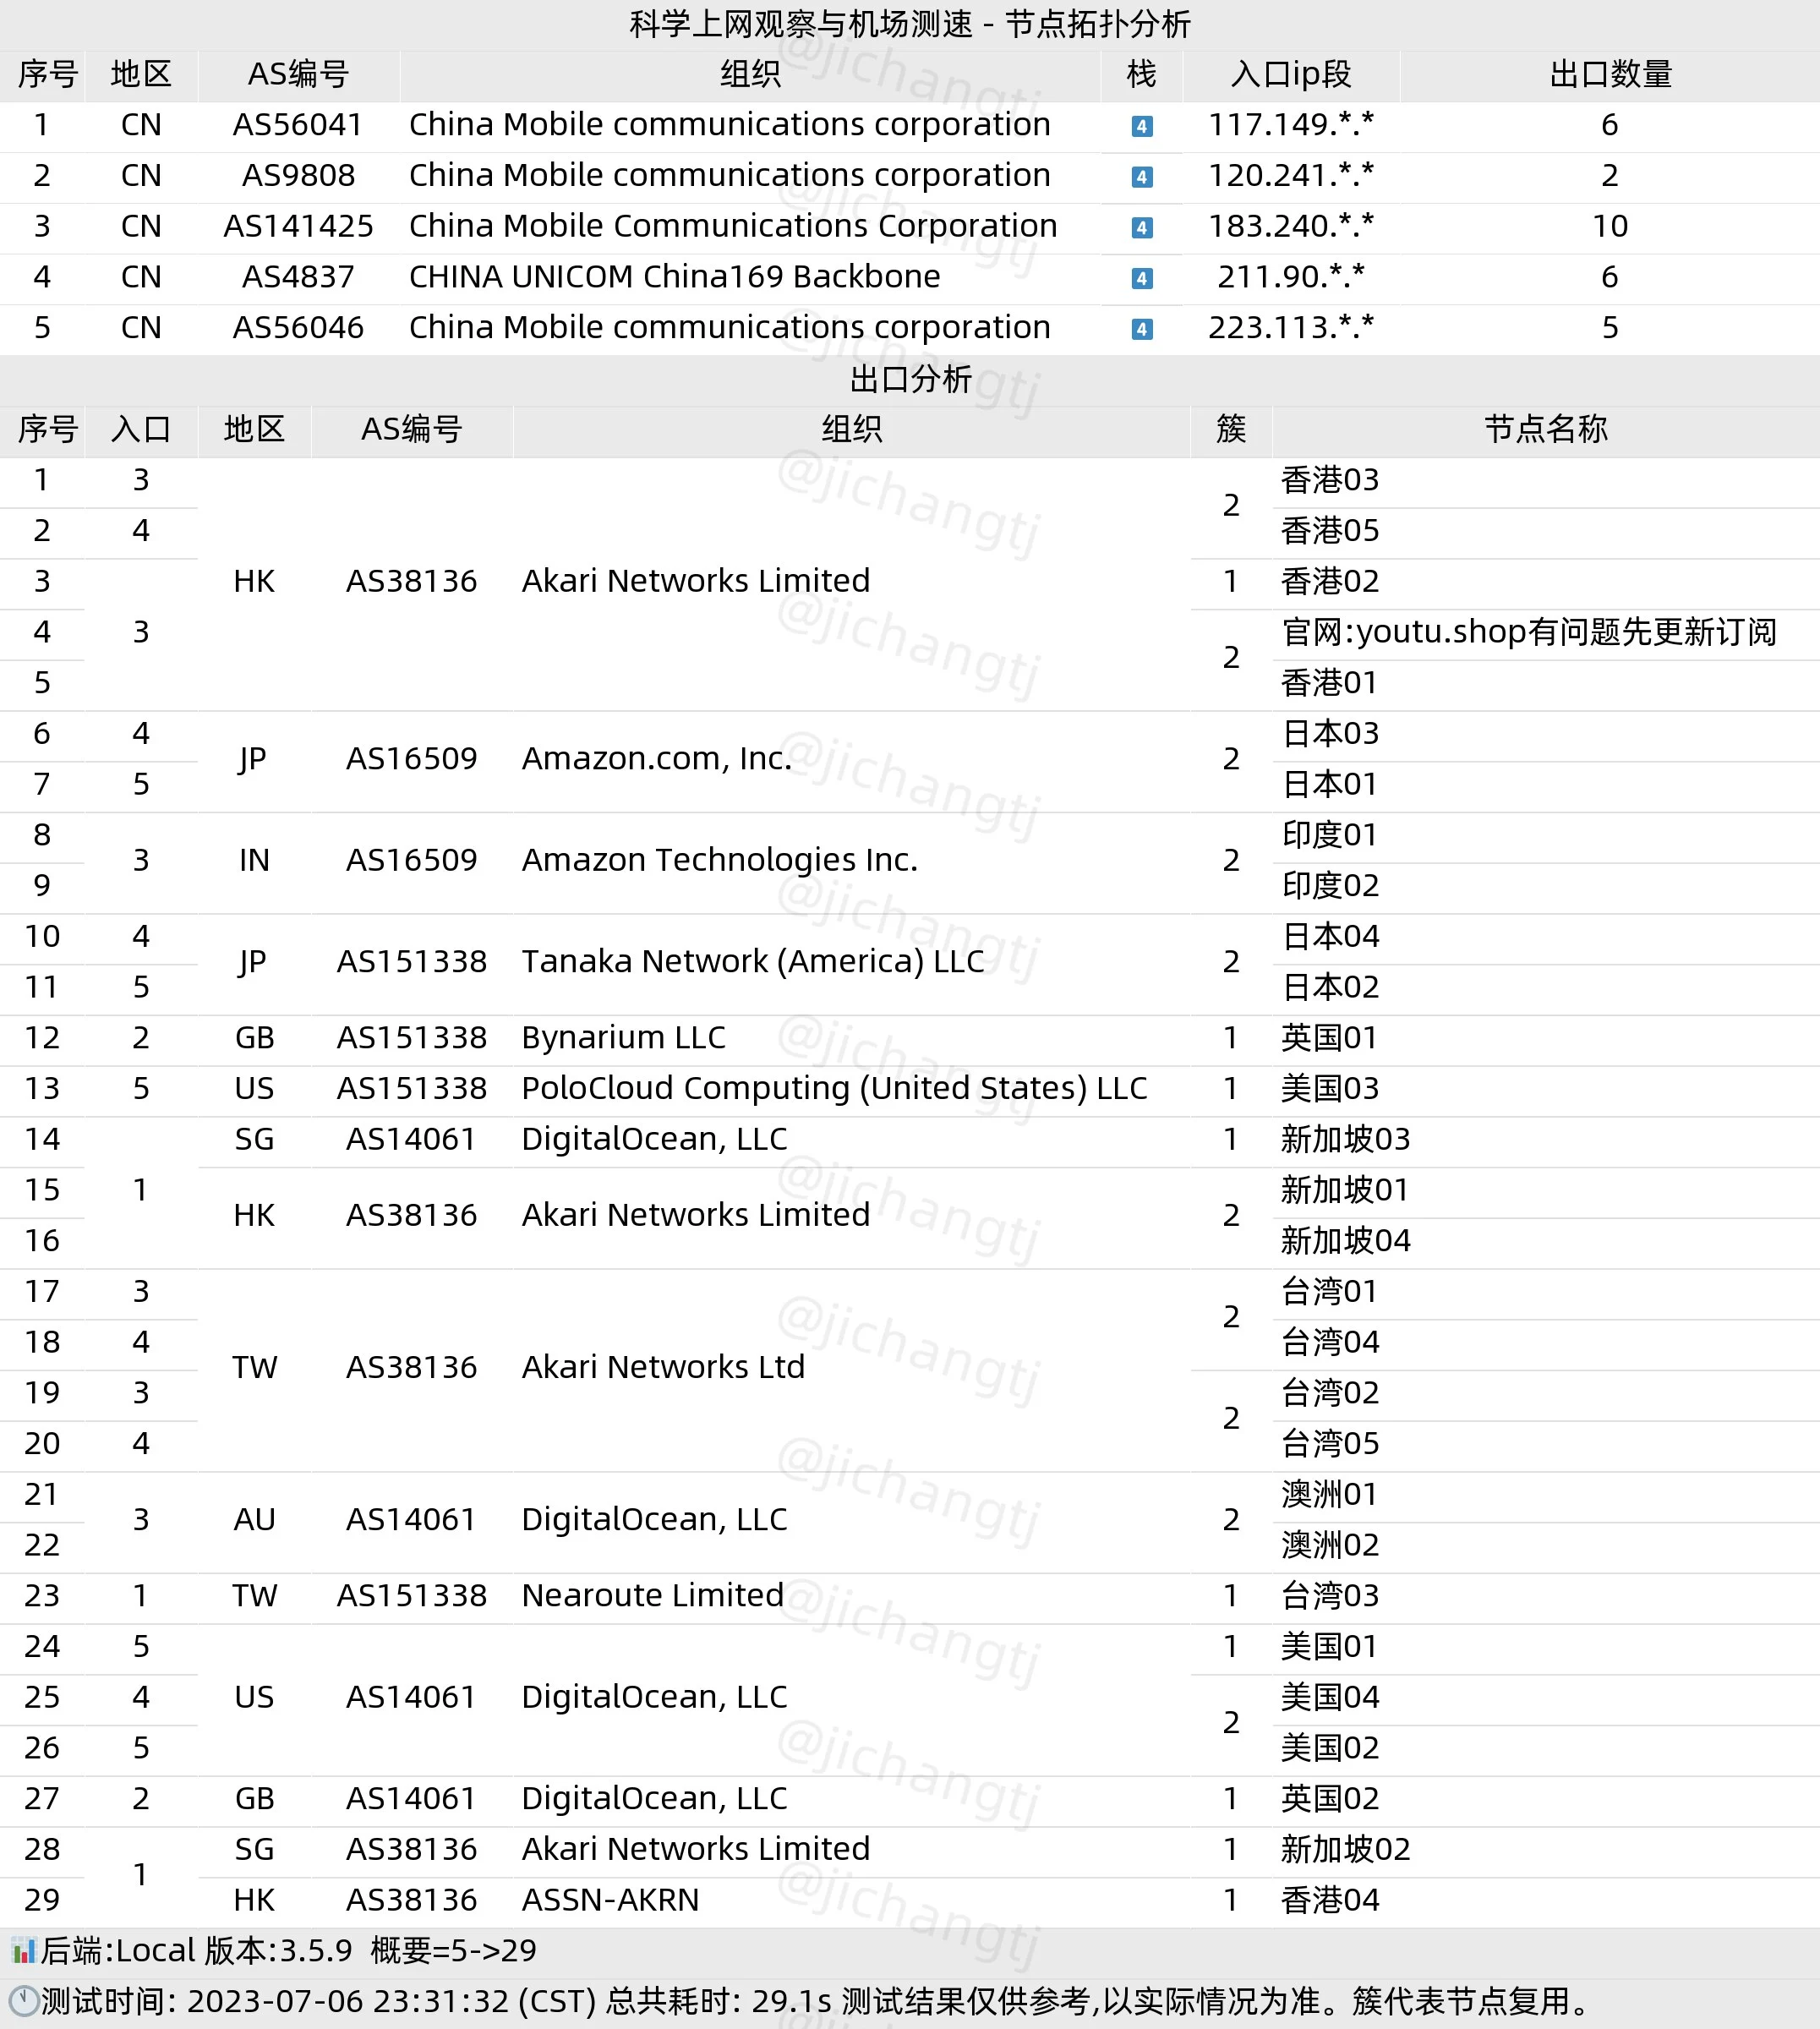 科学上网观察与机场测速 - 节点拓扑分析
序号 地区 AS编号 组织 栈 入口ip段 出口数量
1 CN AS56041 China Mobile communications corporation 4 117.149.*.* 6
2 CN AS9808 China Mobile communications corporation 4 120.241.*.* 2
3 CN AS141425 China Mobile Communications Corporation 4 183.240.*.* 10
4 CN AS4837 CHINA UNICOM China169 Backbone 4 211.90.*.* 6
5 CN AS56046 China Mobile communications corporation 4 223.113.*.* 5
出口分析
序号 入口 地区 AS编号 组织 簇 节点名称
1 3 香港03
2
2 4 香港05
3 HK AS38136 Akari Networks Limited 1 香港02
4 3 官网:youtu.shop有问题先更新订阅
2
5 香港01
6 4 日本03
JP AS16509 Amazon.com, Inc. 2
7 5 日本01
8 印度01
3 IN AS16509 Amazon Technologies Inc. 2
9 印度02
10 4 日本04
JP AS151338 Tanaka Network (America) LLC 2
11 5 日本02
12 2 GB AS151338 Bynarium LLC 1 英国01
13 5 US AS151338 PoloCloud Computing (United States) LLC 1 美国03
14 SG AS14061 DigitalOcean, LLC 1 新加坡03
15 1 新加坡01
HK AS38136 Akari Networks Limited 2
16 新加坡04
17 3 台湾01
2
18 4 台湾04
TW AS38136 Akari Networks Ltd
19 3 台湾02
2
20 4 台湾05
21 澳洲01
3 AU AS14061 DigitalOcean, LLC 2
22 澳洲02
23 1 TW AS151338 Nearoute Limited 1 台湾03
24 5 1 美国01
25 4 US AS14061 DigitalOcean, LLC 美国04
2
26 5 美国02
27 2 GB AS14061 DigitalOcean, LLC 1 英国02
28 SG AS38136 Akari Networks Limited 1 新加坡02
1
29 HK AS38136 ASSN-AKRN 1 香港04
后端:Local 版本:3.5.9 概要=5->29
测试时间: 2023-07-06 23:31:32 (CST) 总共耗时: 29.1s 测试结果仅供参考,以实际情况为准。簇代表节点复用。
@jichangtj
@jichangtj
@jichangtj
@jichangtj
@jichangtj
@jichangtj
@jichangtj
@jichangtj
@jichangtj
@jichangtj
@jichangtj
@jichangtj
@jichangtj
@jichangtj